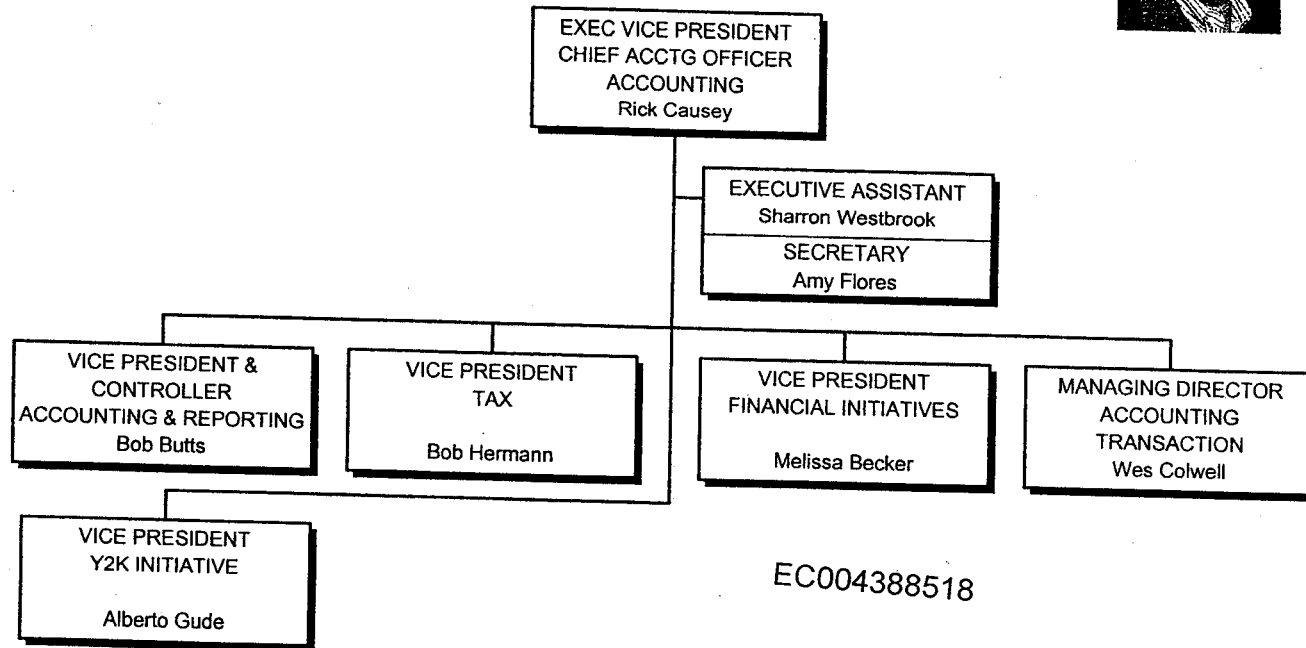 EXEC VICE PRESIDENT
CHIEF ACCTG OFFICER
ACCOUNTING
Rick Causey
EXECUTIVE ASSISTANT
Sharron Westbrook
SECRETARY
Amy Flores
VICE PRESIDENT &
CONTROLLER
ACCOUNTING & REPORTING
Bob Butts
VICE PRESIDENT
TAX
Bob Hermann
VICE PRESIDENT
FINANCIAL INITIATIVES
Melissa Becker
MANAGING DIRECTOR
ACCOUNTING
TRANSACTION
Wes Colwell
VICE PRESIDENT
Y2K INITIATIVE
Alberto Gude
EC004388518